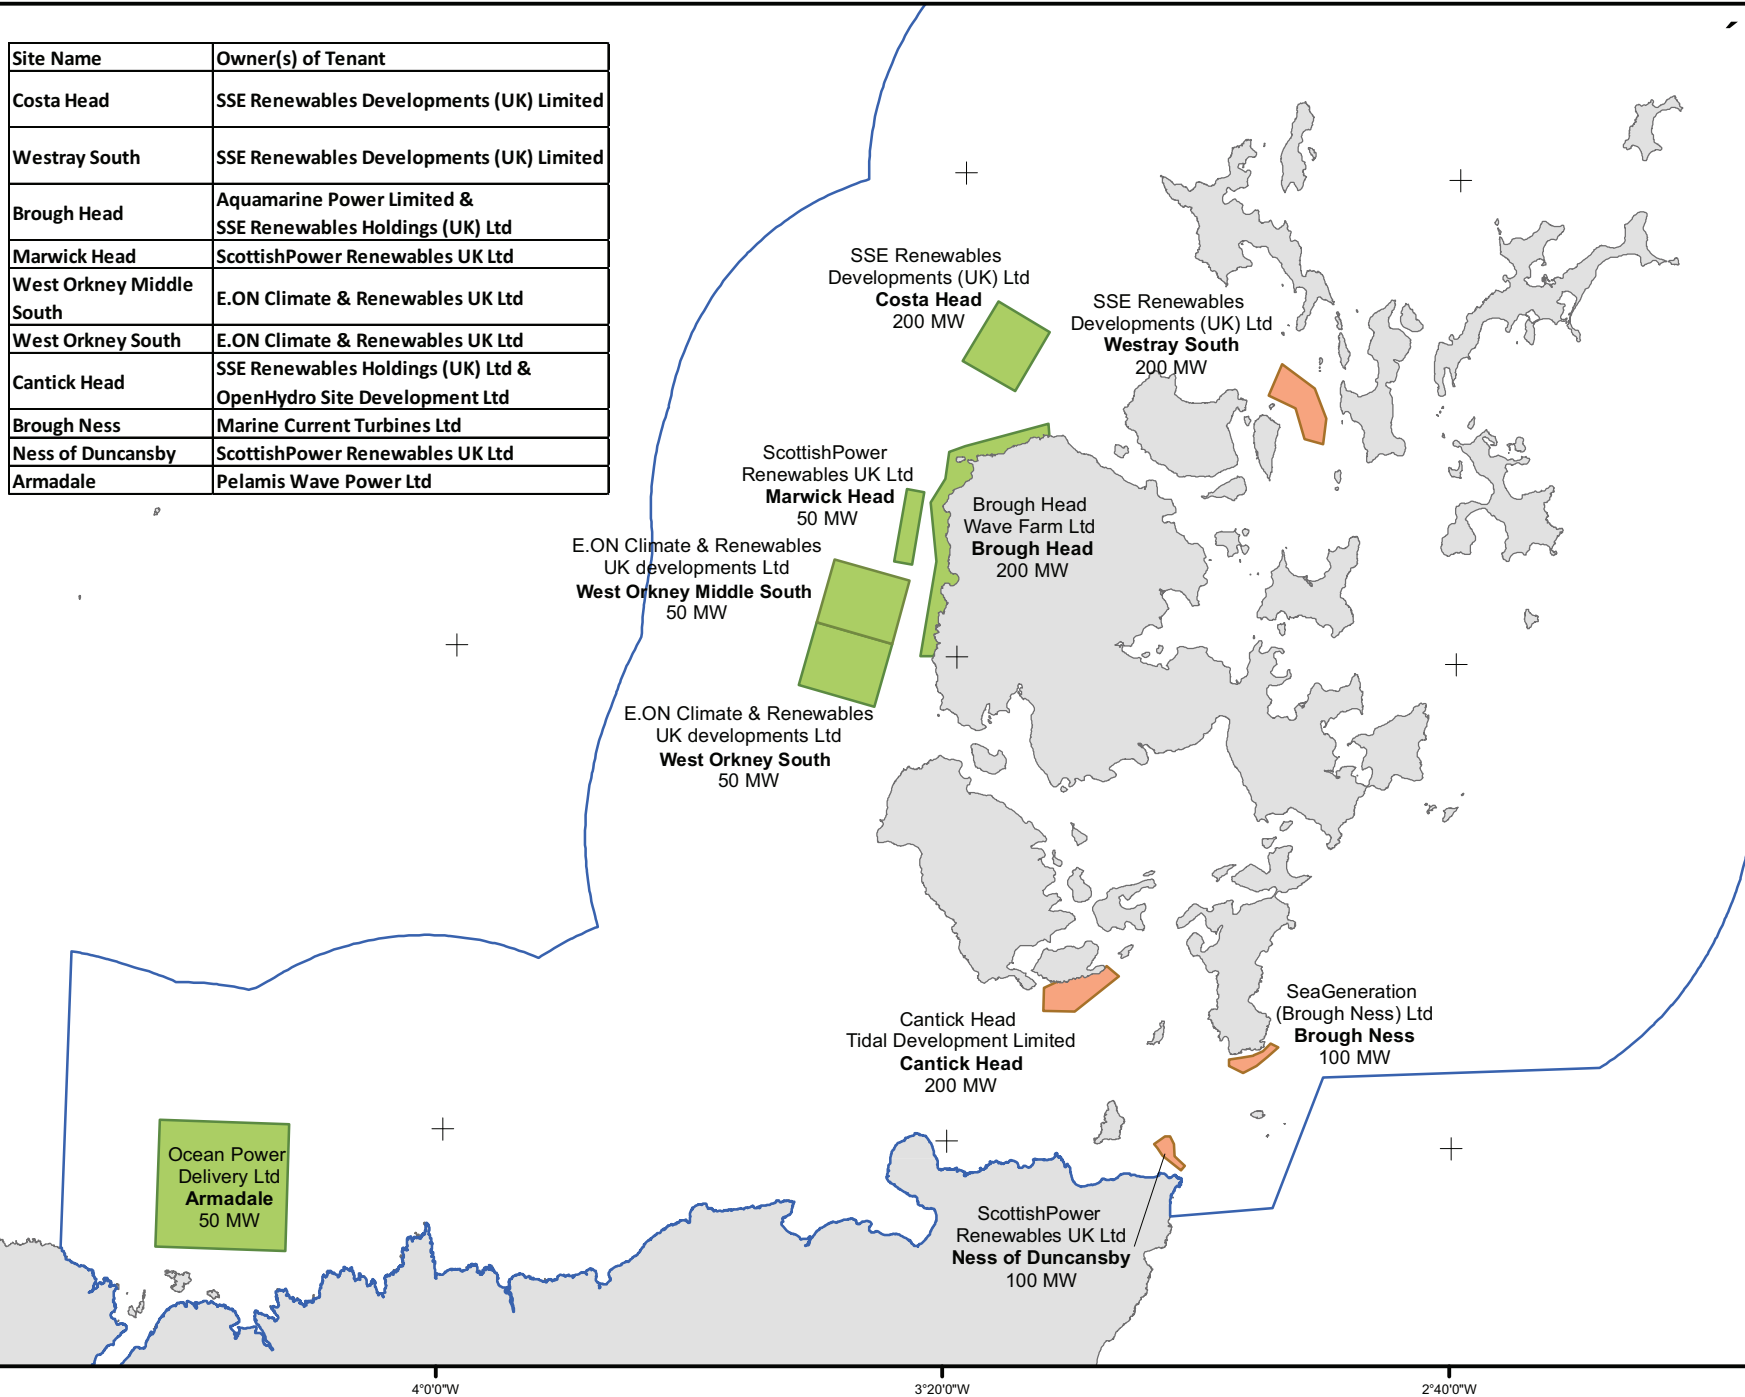 Site Name Owner(s) of Tenant
Costa Head SSE Renewables Developments (UK) Limited
Westray South SSE Renewables Developments (UK) Limited
Brough Head Aquamarine Power Limited &
SSE Renewables Holdings (UK) Ltd
Marwick Head ScottishPower Renewables UK Ltd
West Orkney Middle
South E.ON Climate & Renewables UK Ltd
West Orkney South E.ON Climate & Renewables UK Ltd
Cantick Head SSE Renewables Holdings (UK) Ltd &
OpenHydro Site Development Ltd
Brough Ness Marine Current Turbines Ltd
Ness of Duncansby ScottishPower Renewables UK Ltd
Armadale Pelamis Wave Power Ltd
SSE Renewables
Developments (UK) Ltd
Costa Head
200 MW
SSE Renewables
Developments (UK) Ltd
Westray South
200 MW
ScottishPower
Renewables UK Ltd
Marwick Head
50 MW
Brough Head
Wave Farm Ltd
Brough Head
200 MW
E.ON Climate & Renewables
UK developments Ltd
West Orkney Middle South
50 MW
E.ON Climate & Renewables
UK developments Ltd
West Orkney South
50 MW
Cantick Head
Tidal Development Limited
Cantick Head
200 MW
SeaGeneration
(Brough Ness) Ltd
Brough Ness
100 MW
Ocean Power
Delivery Ltd
Armadale
50 MW
ScottishPower
Renewables UK Ltd
Ness of Duncansby
100 MW
4°0'0"W 3°20'0"W 2°40'0"W